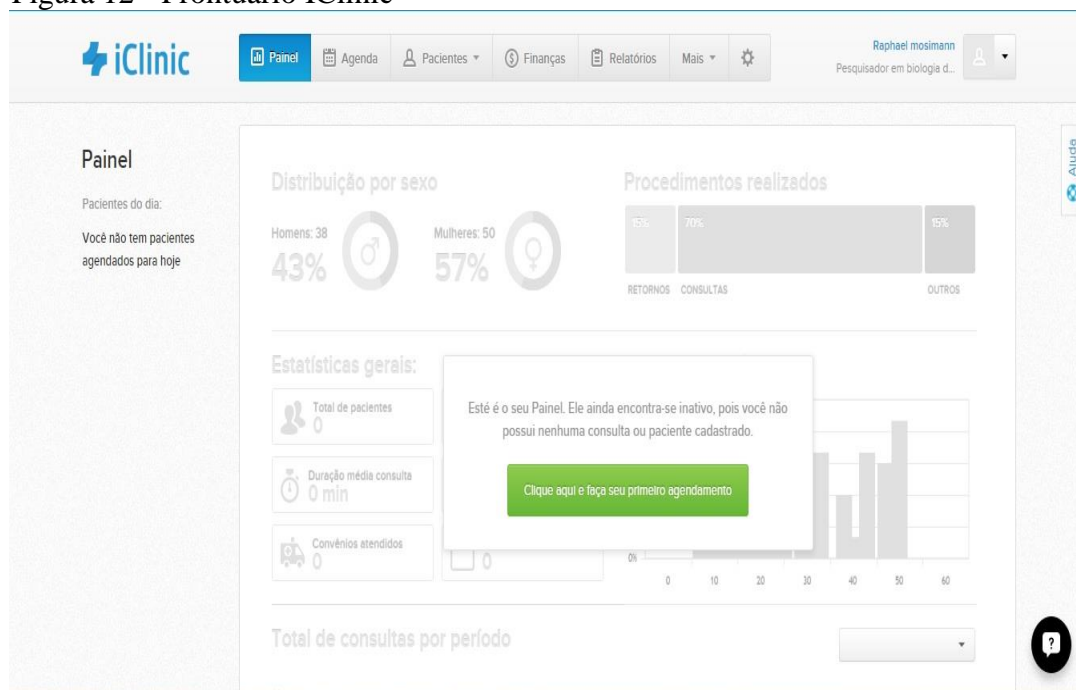 Figura 12 - Prontuário IClinic
iClinic
Painel
Agenda
Pacientes
Finanças
Relatórios
Mais
Raphael mosimann
Pesquisador em biologia d...
Ajuda
Painel
Pacientes do dia:
Você não tem pacientes
agendados para hoje
Distribuição por sexo
Homens: 38
43%
Mulheres: 50
57%
Procedimentos realizados
15%
70%
15%
RETORNOS
CONSULTAS
OUTROS
Estatísticas gerais:
Total de pacientes
0
Duração média consulta
0 min
Convênios atendidos
0
0
Esté é o seu Painel. Ele ainda encontra-se inativo, pois você não
possui nenhuma consulta ou paciente cadastrado.
Clique aqui e faça seu primeiro agendamento
0%
0 10 20 30 40 50 60
Total de consultas por período
?